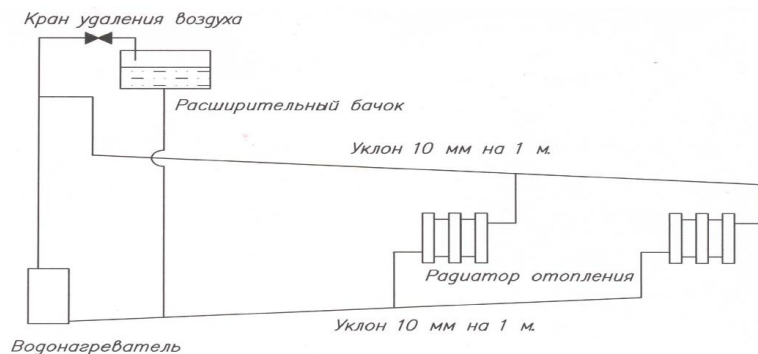 Кран удаления воздуха
Расширительный бачок
Уклон 10 мм на 1 м.
Радиатор отопления
Уклон 10 мм на 1 м.
Водонагреватель